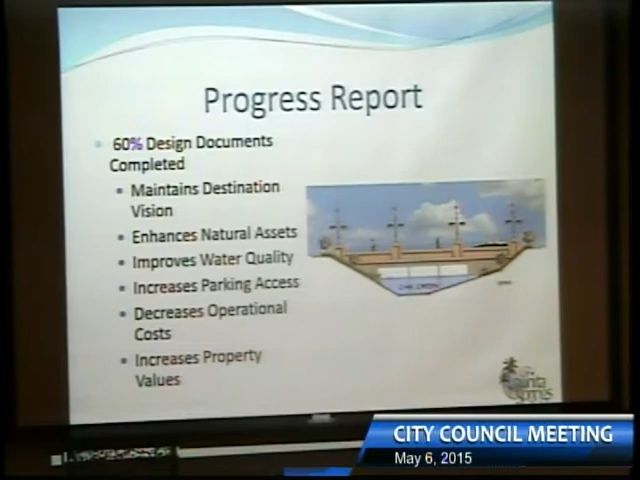 Progress Report
60% Design Documents
Completed
Maintains Destination
Vision
Enhances Natural Assets
Improves Water Quality
Increases Parking Access
Decreases Operational
Costs
Increases Property
Values
CITY COUNCIL MEETING
May 6, 2015